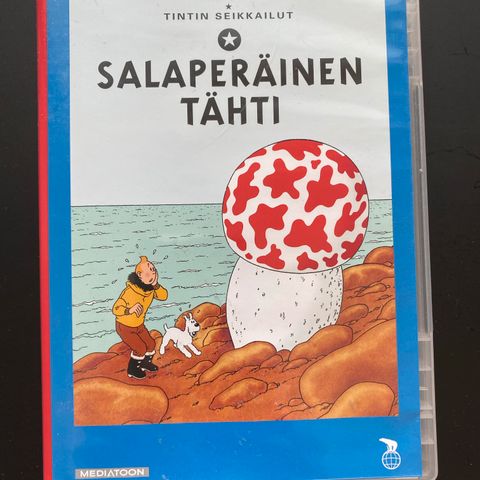 TINTIN SEIKKAILUT
SALAPERÄINEN
TÄHTI
MEDIATOON